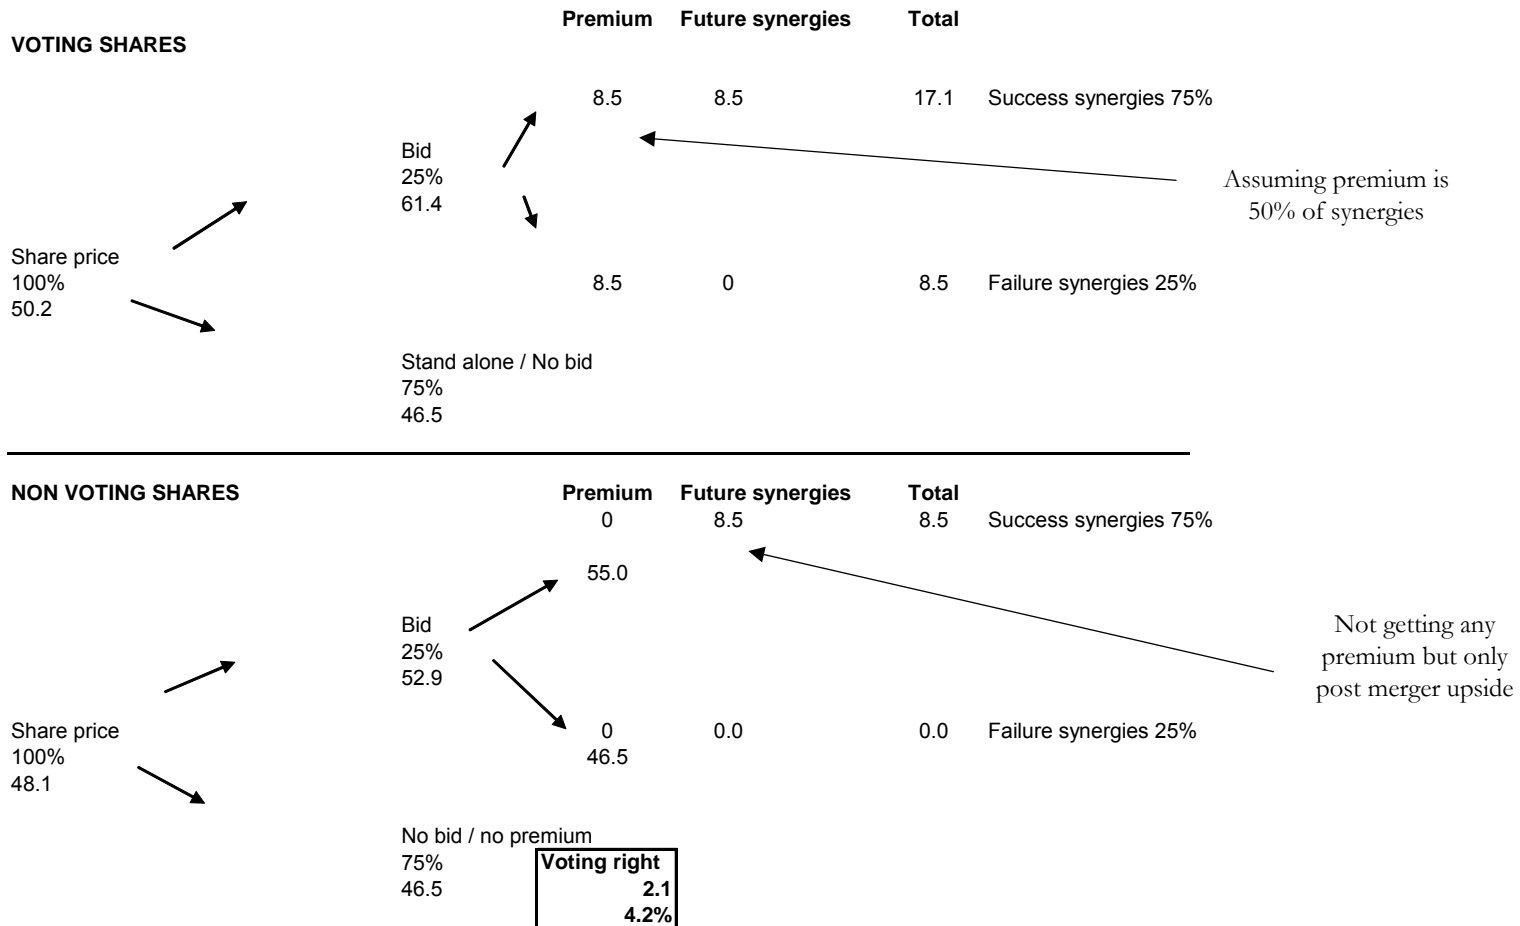 Premium Future synergies Total
VOTING SHARES
8.5 8.5 17.1 Success synergies 75%
Bid
25%
61.4
Assuming premium is
50% of synergies
Share price
100%
50.2
8.5 0 8.5 Failure synergies 25%
Stand alone / No bid
75%
46.5
NON VOTING SHARES Premium Future synergies Total
0 8.5 8.5 Success synergies 75%
55.0
Bid
25%
52.9
Not getting any
premium but only
post merger upside
Share price
100%
48.1
0 0.0 0.0 Failure synergies 25%
46.5
No bid / no premium
75%
46.5
Voting right
2.1
4.2%